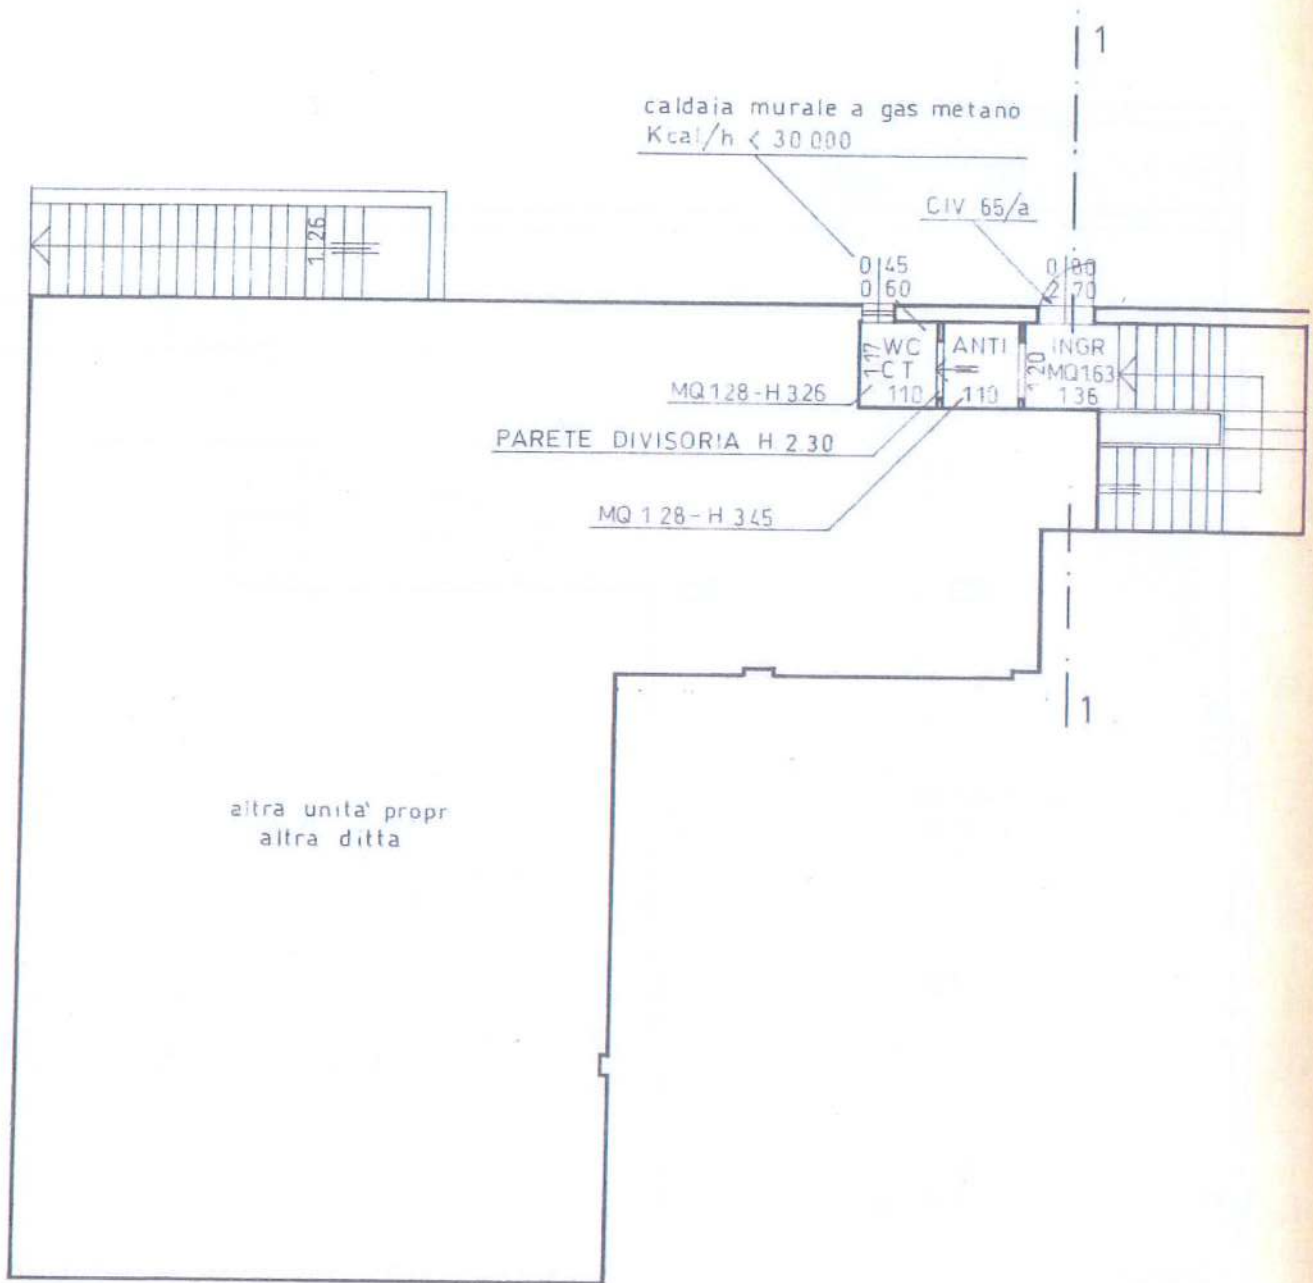 1
caldaia murale a gas metano
Kcal/h < 30 000
CIV 65/a
1.26
0 45
0 60
0 80
2 70
1.17
WC
CT
110
ANTI
110
1.20
INGR
MQ1.63
136
MQ 1.28-H 3.26
PARETE DIVISORIA H 2.30
MQ 1.28-H 3.45
1
altra unita' propr
altra ditta